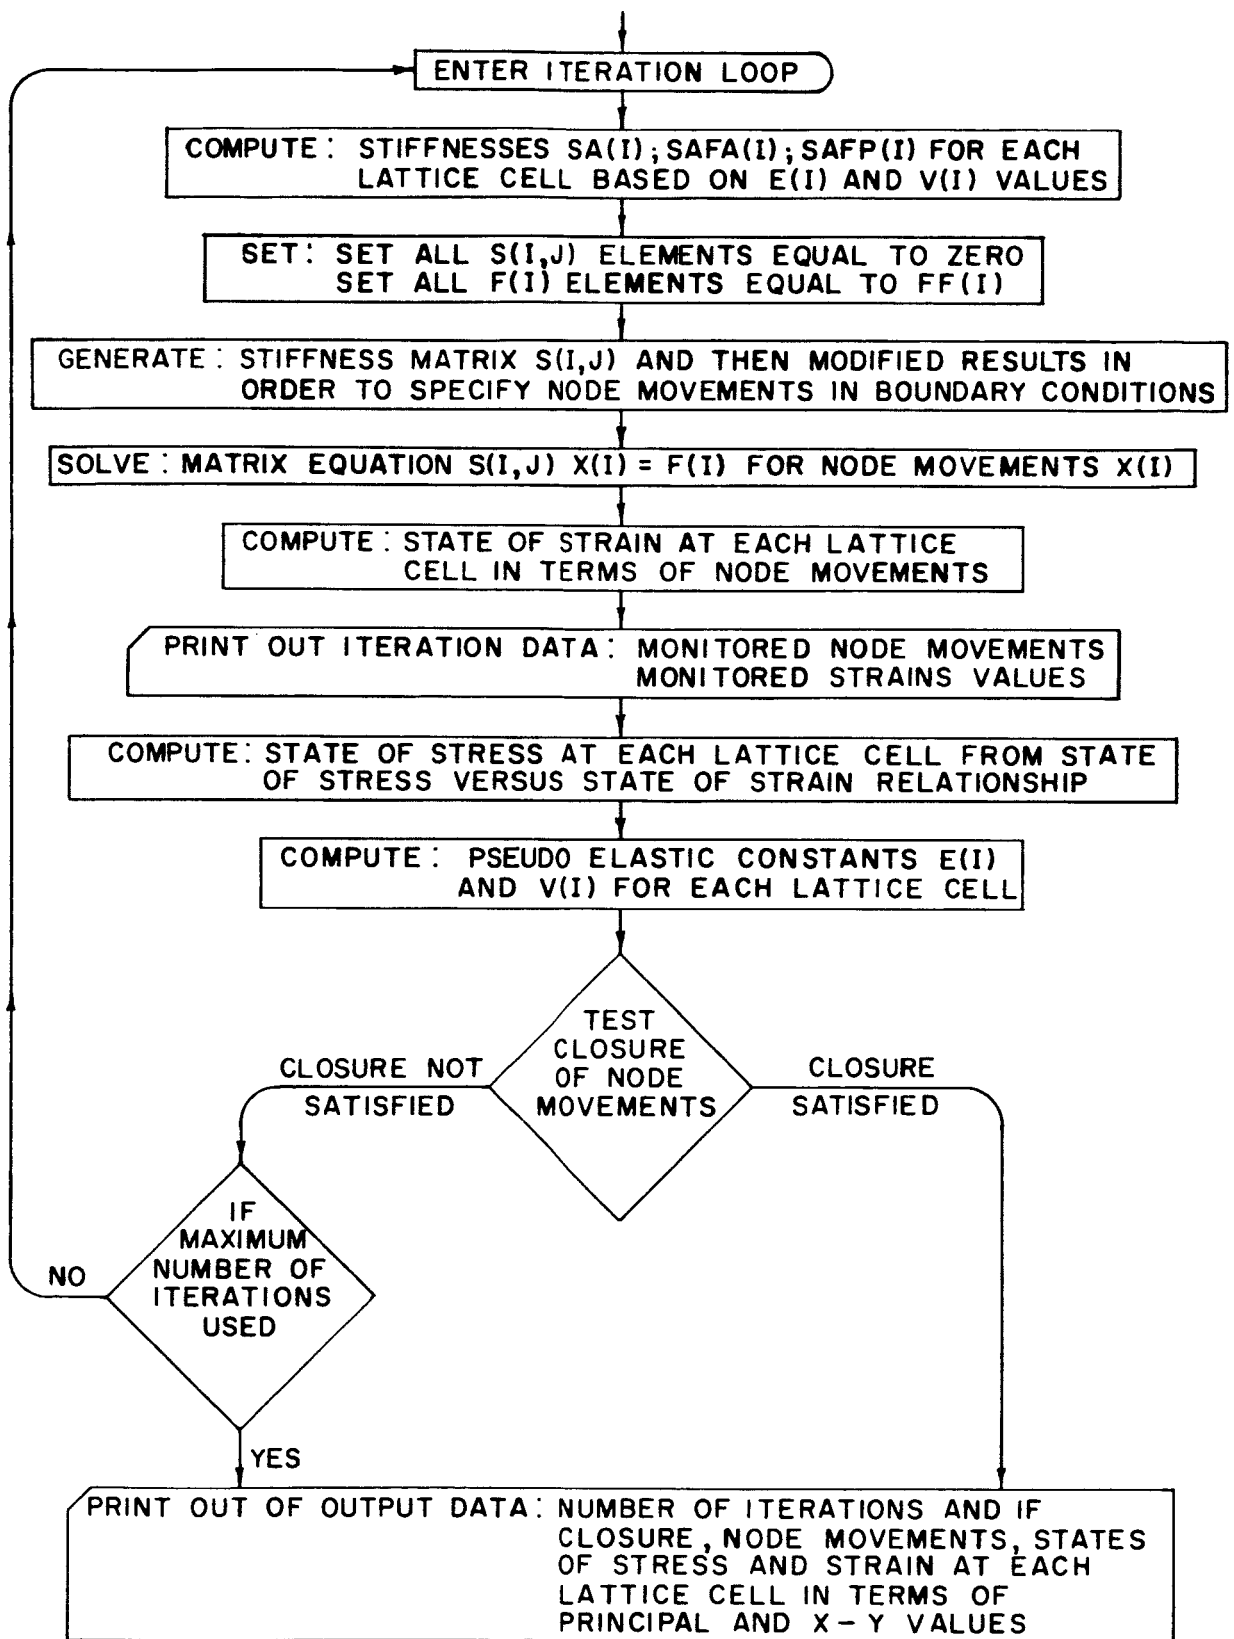 ENTER ITERATION LOOP
COMPUTE: STIFFNESSES SA(I); SAFA(I); SAFP(I) FOR EACH
LATTICE CELL BASED ON E(I) AND V(I) VALUES
SET: SET ALL S(I,J) ELEMENTS EQUAL TO ZERO
SET ALL F(I) ELEMENTS EQUAL TO FF(I)
GENERATE: STIFFNESS MATRIX S(I,J) AND THEN MODIFIED RESULTS IN
ORDER TO SPECIFY NODE MOVEMENTS IN BOUNDARY CONDITIONS
SOLVE: MATRIX EQUATION S(I,J) X(I) = F(I) FOR NODE MOVEMENTS X(I)
COMPUTE: STATE OF STRAIN AT EACH LATTICE
CELL IN TERMS OF NODE MOVEMENTS
PRINT OUT ITERATION DATA: MONITORED NODE MOVEMENTS
MONITORED STRAINS VALUES
COMPUTE: STATE OF STRESS AT EACH LATTICE CELL FROM STATE
OF STRESS VERSUS STATE OF STRAIN RELATIONSHIP
COMPUTE: PSEUDO ELASTIC CONSTANTS E(I)
AND V(I) FOR EACH LATTICE CELL
TEST
CLOSURE
OF NODE
MOVEMENTS
CLOSURE NOT
SATISFIED
CLOSURE
SATISFIED
IF
MAXIMUM
NUMBER OF
ITERATIONS
USED
NO
YES
PRINT OUT OF OUTPUT DATA: NUMBER OF ITERATIONS AND IF
CLOSURE, NODE MOVEMENTS, STATES
OF STRESS AND STRAIN AT EACH
LATTICE CELL IN TERMS OF
PRINCIPAL AND X-Y VALUES